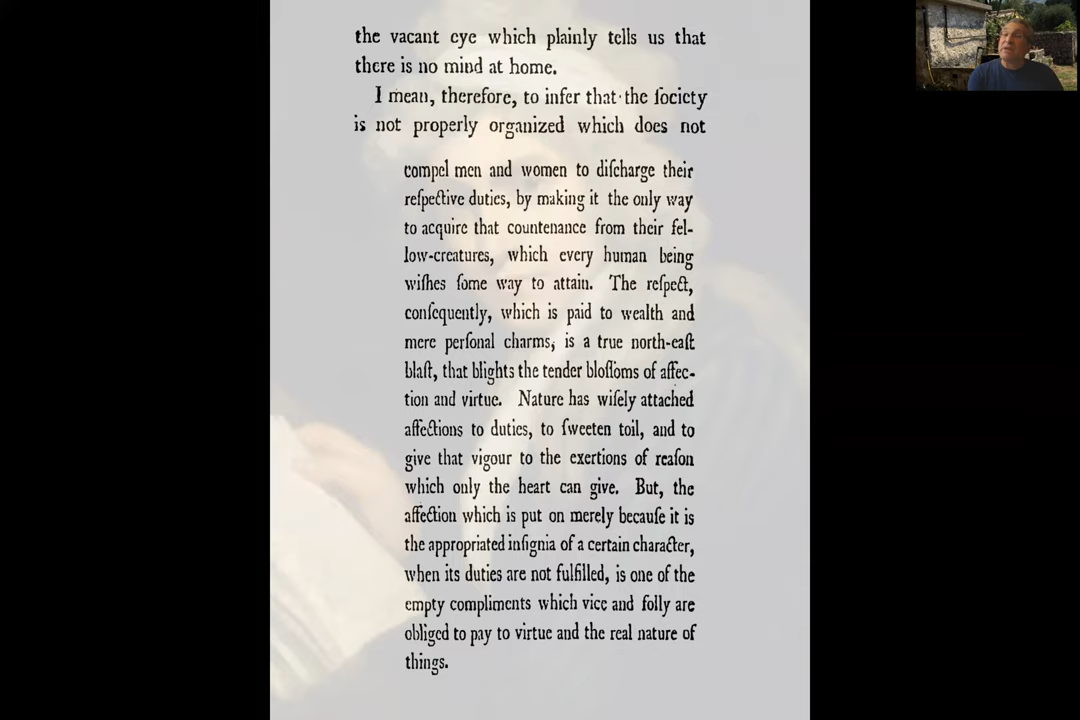 the vacant eye which plainly tells us that
there is no mind at home.
I mean, therefore, to infer that the ſociety
is not properly organized which does not
compel men and women to diſcharge their
reſpective duties, by making it the only way
to acquire that countenance from their fel-
low-creatures, which every human being
wiſhes ſome way to attain. The reſpect,
conſequently, which is paid to wealth and
mere perſonal charms, is a true north-eaſt
blaſt, that blights the tender bloſſoms of affec-
tion and virtue. Nature has wiſely attached
affections to duties, to ſweeten toil, and to
give that vigour to the exertions of reaſon
which only the heart can give. But, the
affection which is put on merely becauſe it is
the appropriated inſignia of a certain character,
when its duties are not fulfilled, is one of the
empty compliments which vice and folly are
obliged to pay to virtue and the real nature of
things.